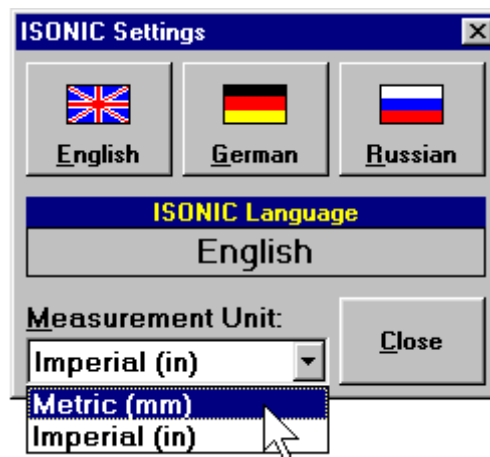 ISONIC Settings
English German Russian
ISONIC Language
English
Measurement Unit:
Close
Imperial (in)
Metric (mm)
Imperial (in)